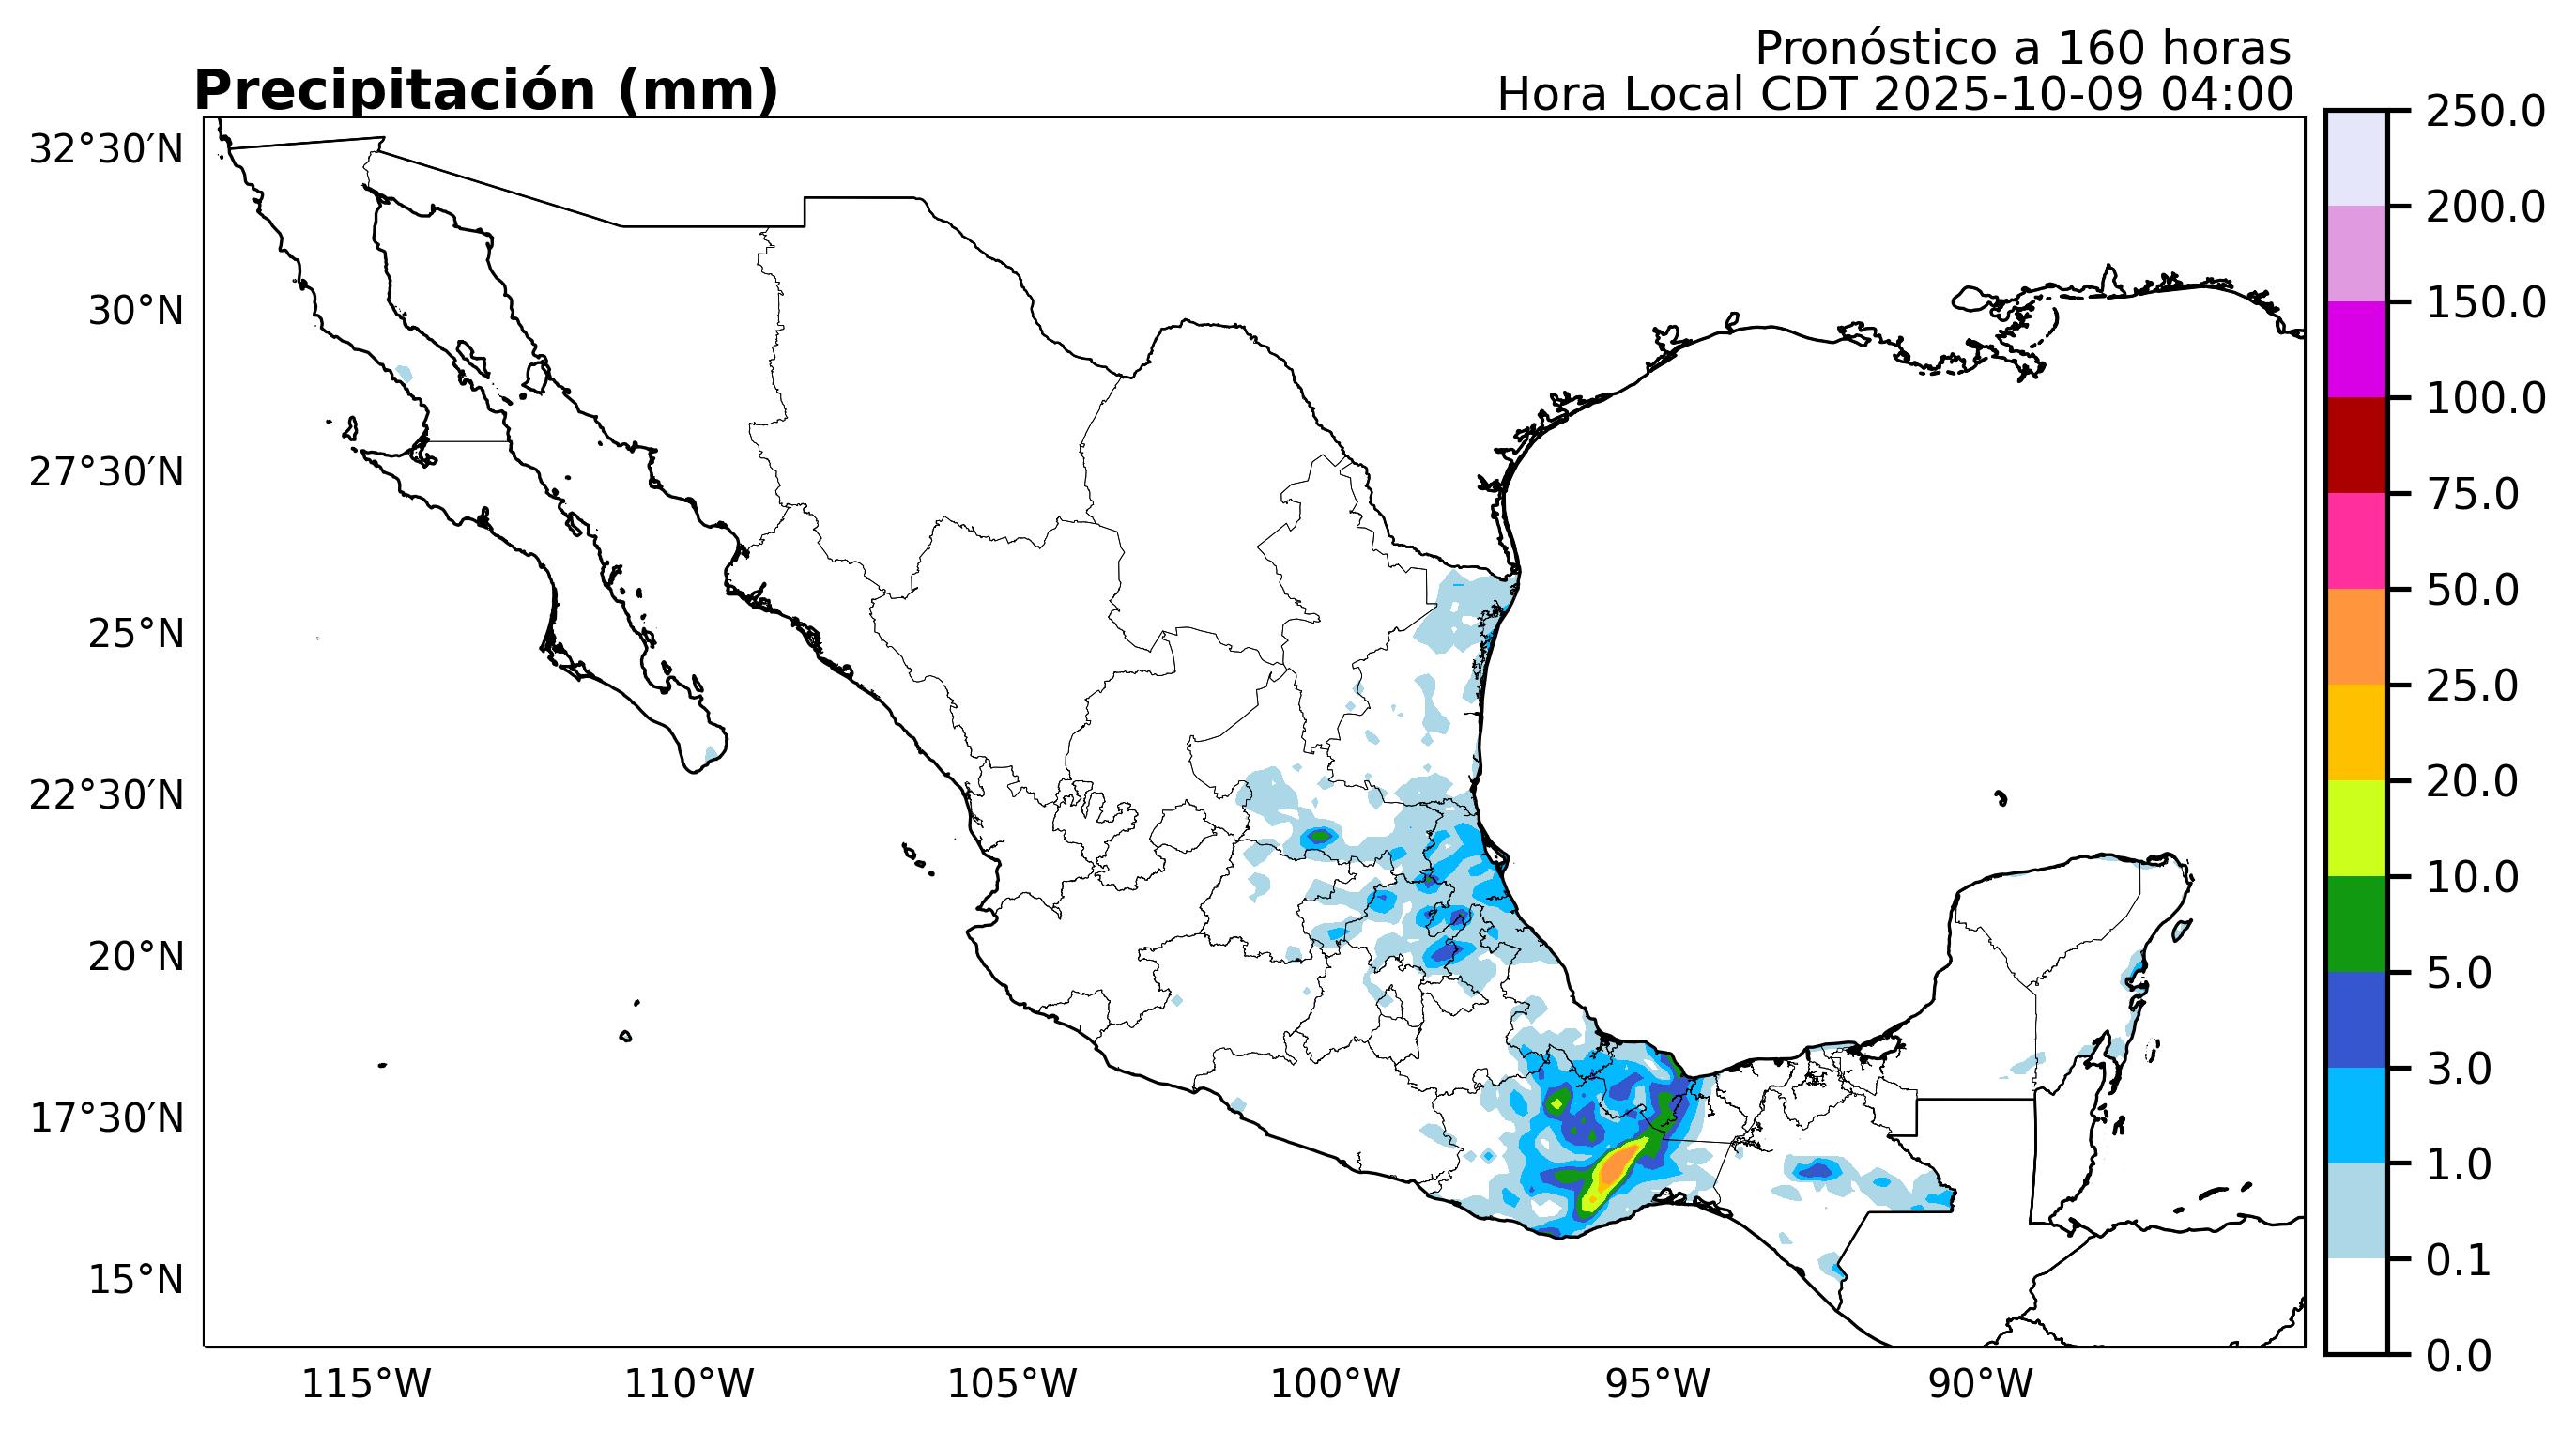 Pronóstico a 160 horas
Precipitación (mm)
Hora Local CDT 2025-10-09 04:00
32°30′N
30°N
27°30′N
25°N
22°30′N
20°N
17°30′N
15°N
115°W
110°W
105°W
100°W
95°W
90°W
250.0
200.0
150.0
100.0
75.0
50.0
25.0
20.0
10.0
5.0
3.0
1.0
0.1
0.0